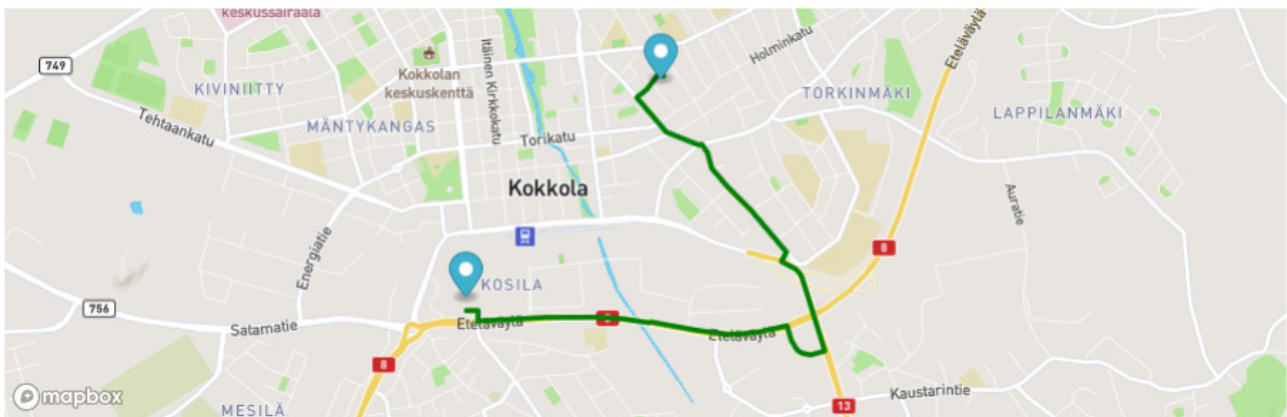 keskussairaala
749
KIVINIITTY
Kokkolan
keskuskenttä
Itäinen Kirkkokatu
Holminkatu
Eteläväylä
TORKINMÄKI
LAPPILANMÄKI
Tehtaankatu
MÄNTYKANGAS
Torikatu
Kokkola
Auratie
Energiatie
8
KOSILA
756
Satamatie
Eteläväylä
Eteläväylä
8
Kaustarintie
13
mapbox
MESILÄ